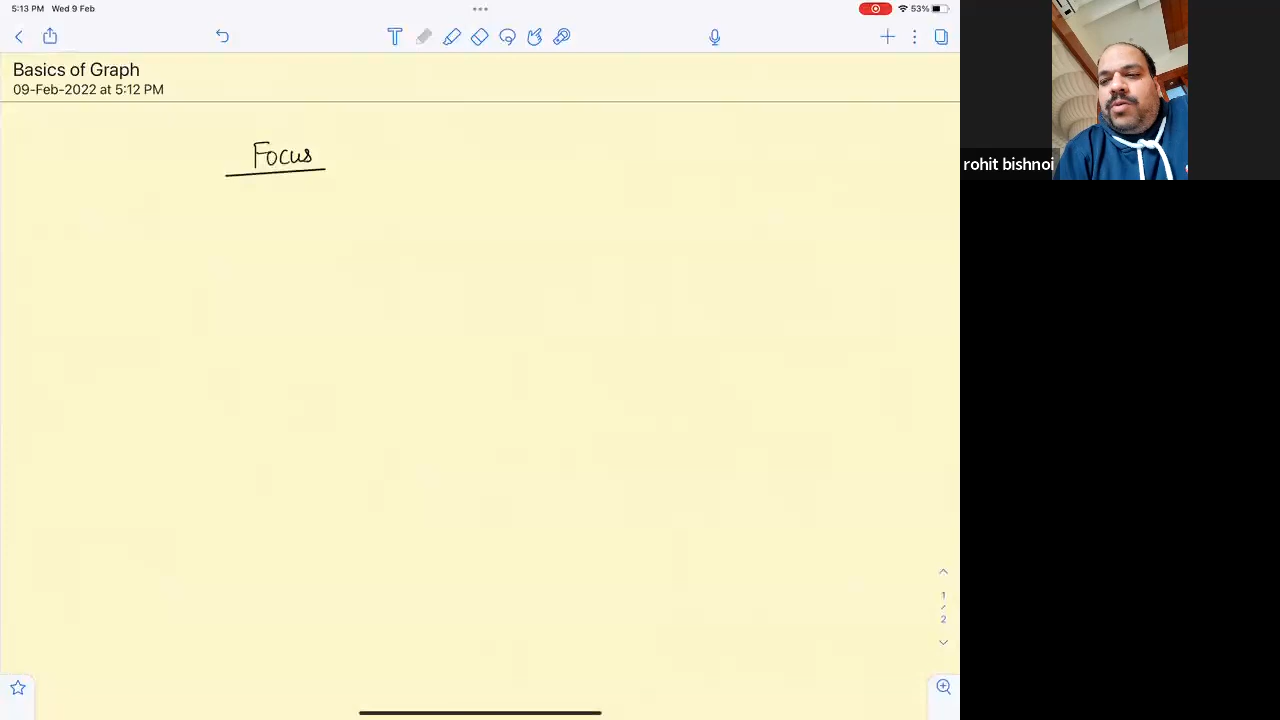 5:13 PM Wed 9 Feb
53%
Basics of Graph
09-Feb-2022 at 5:12 PM
Focus
1
/
2
rohit bishnoi